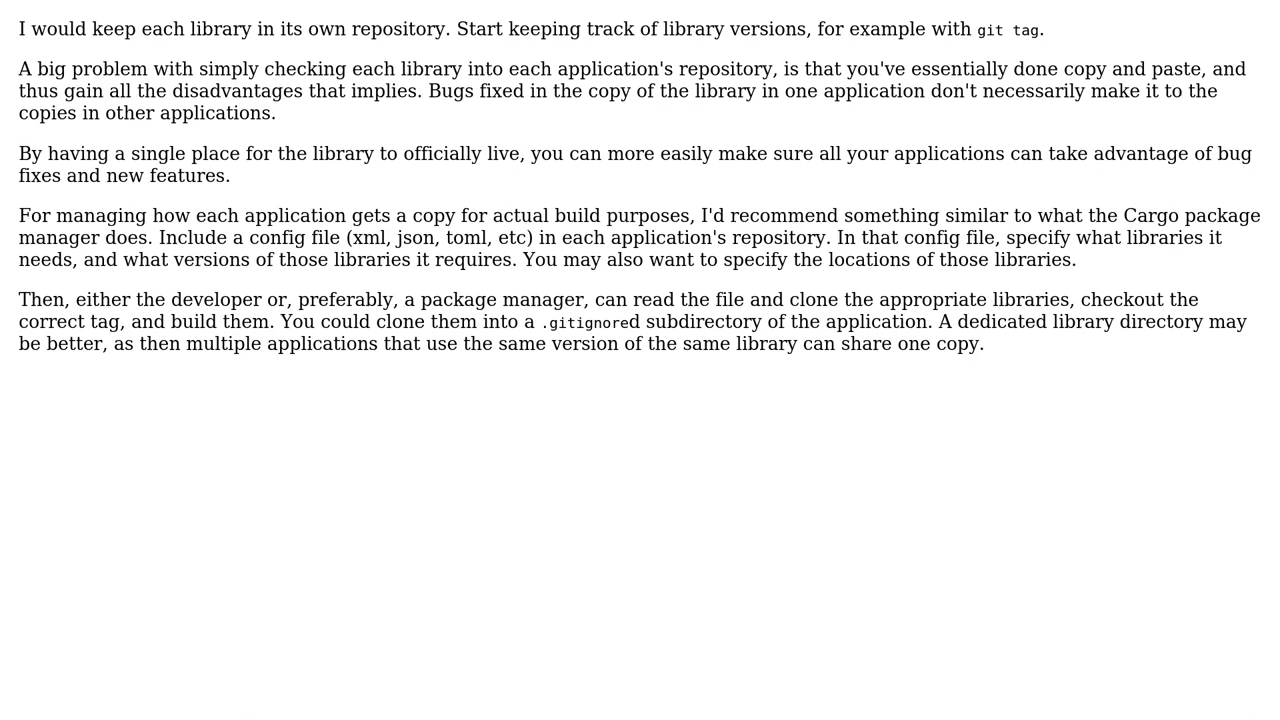 I would keep each library in its own repository. Start keeping track of library versions, for example with git tag.
A big problem with simply checking each library into each application's repository, is that you've essentially done copy and paste, and
thus gain all the disadvantages that implies. Bugs fixed in the copy of the library in one application don't necessarily make it to the
copies in other applications.
By having a single place for the library to officially live, you can more easily make sure all your applications can take advantage of bug
fixes and new features.
For managing how each application gets a copy for actual build purposes, I'd recommend something similar to what the Cargo package
manager does. Include a config file (xml, json, toml, etc) in each application's repository. In that config file, specify what libraries it
needs, and what versions of those libraries it requires. You may also want to specify the locations of those libraries.
Then, either the developer or, preferably, a package manager, can read the file and clone the appropriate libraries, checkout the
correct tag, and build them. You could clone them into a .gitignored subdirectory of the application. A dedicated library directory may
be better, as then multiple applications that use the same version of the same library can share one copy.